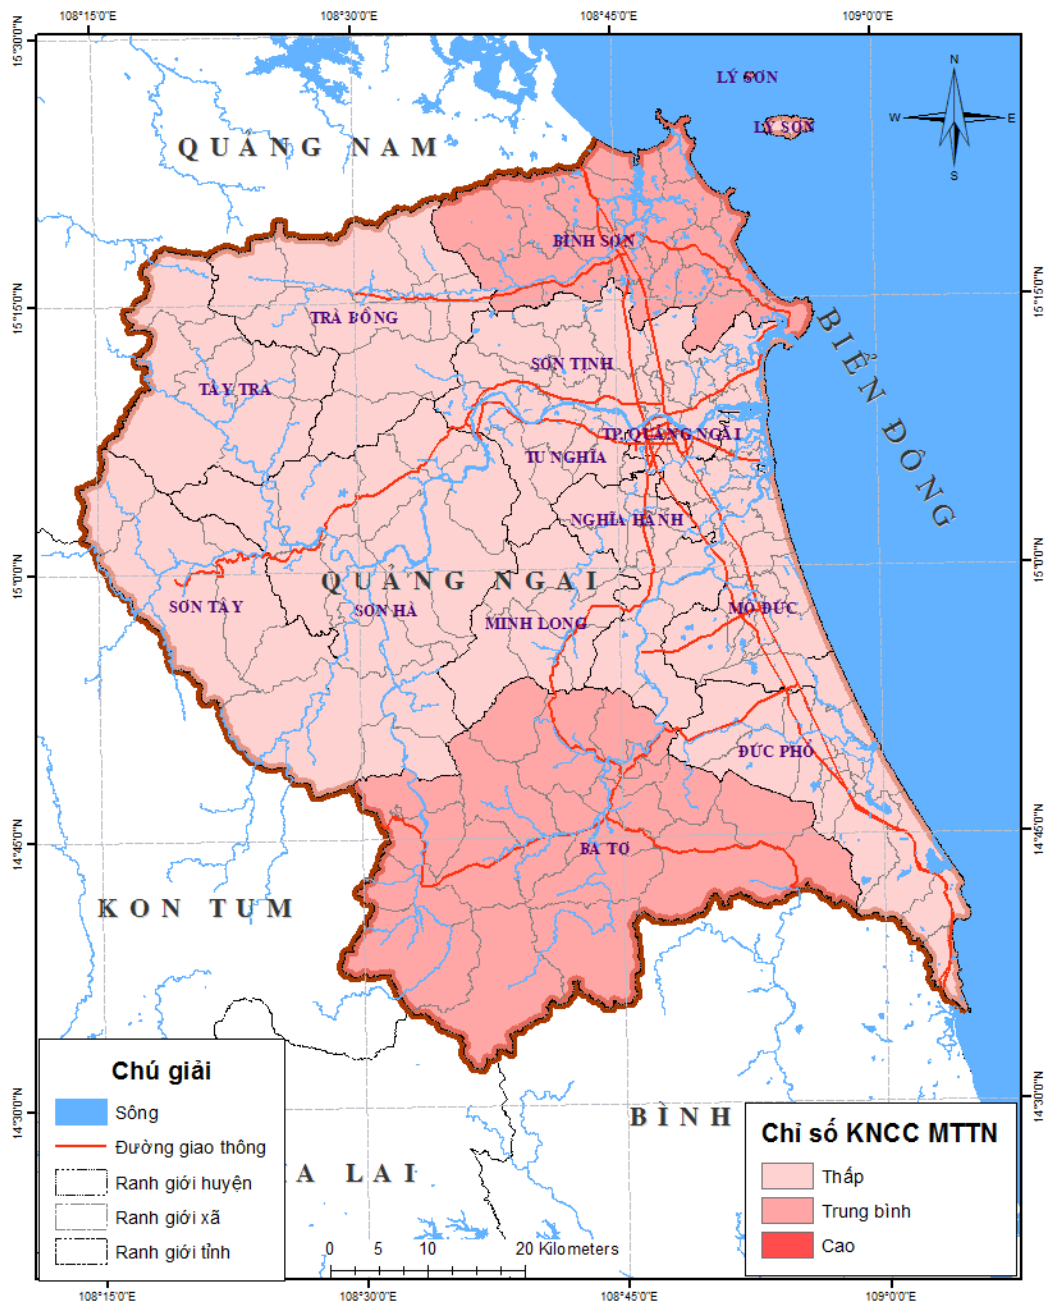 108°15'0"E
108°30'0"E
108°45'0"E
109°0'0"E
15°30'0"N
LÝ SƠN
N
W
E
S
LÝ SƠN
QUẢNG NAM
BÌNH SƠN
15°15'0"N
15°15'0"N
TRÀ BỒNG
BIỂN ĐÔNG
SƠN TỊNH
TÂY TRÀ
TP.QUẢNG NGÃI
TƯ NGHĨA
NGHĨA HÀNH
15°0'0"N
15°0'0"N
QUẢNG NGAI
SƠN TÂY
SƠN HÀ
MỘ ĐỨC
MINH LONG
ĐỨC PHỔ
14°45'0"N
14°45'0"N
BA TƠ
KON TUM
14°30'0"N
14°30'0"N
BÌNH
A LAI
Chú giải
Sông
Đường giao thông
Ranh giới huyện
Ranh giới xã
Ranh giới tỉnh
0 5 10 20 Kilometers
Chỉ số KNCC MTTN
Thấp
Trung bình
Cao
108°15'0"E
108°30'0"E
108°45'0"E
109°0'0"E